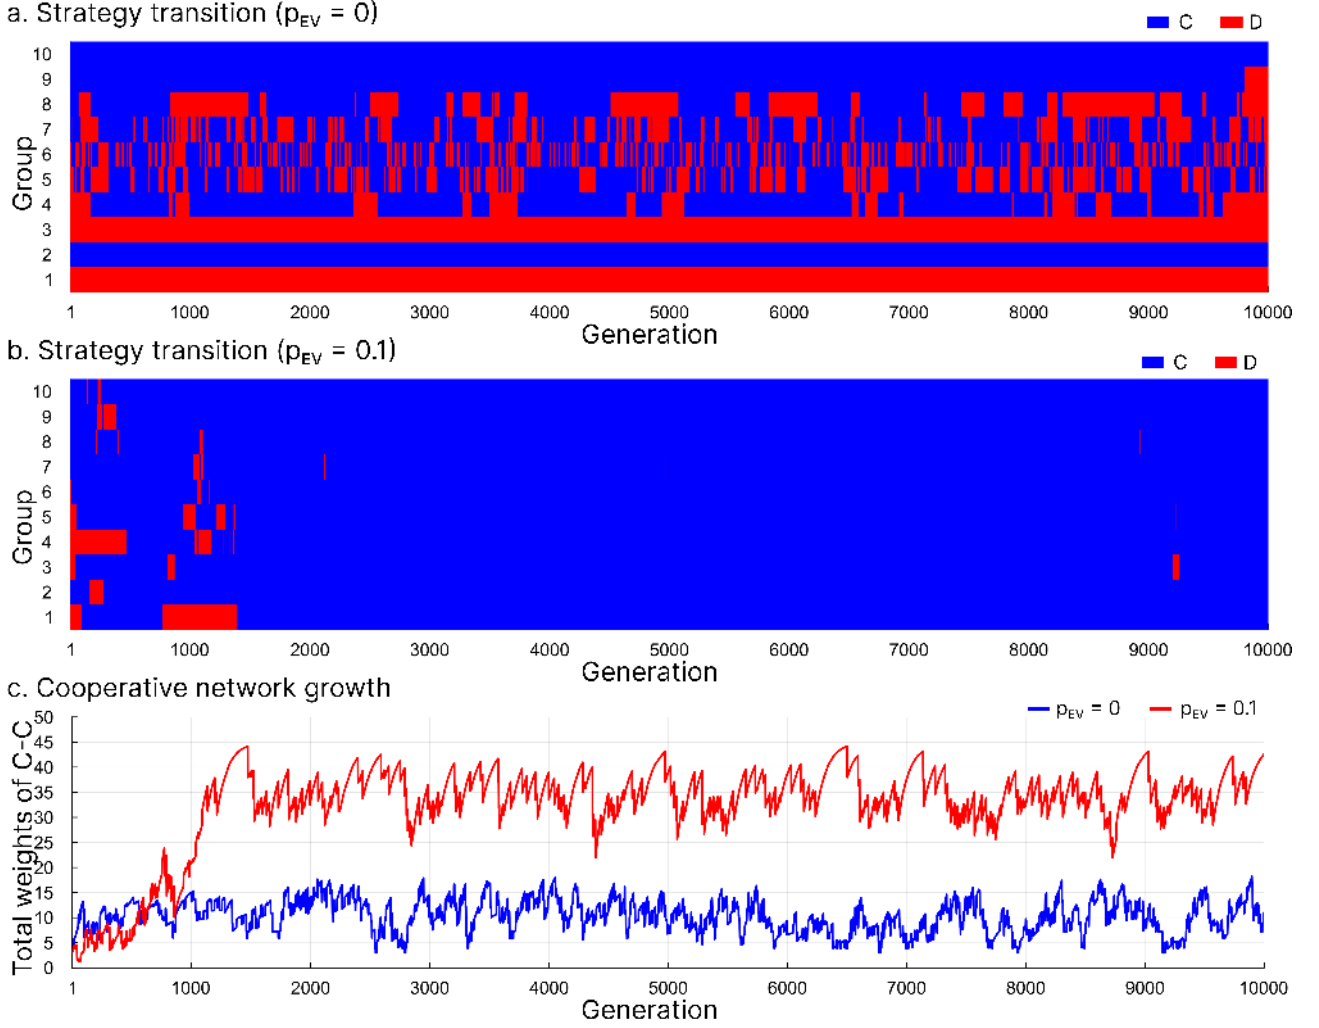 a. Strategy transition (pEV = 0)
C D
10
9
8
7
6
5
4
3
2
1
Group
1 1000 2000 3000 4000 5000 6000 7000 8000 9000 10000
Generation
b. Strategy transition (pEV = 0.1)
C D
10
9
8
7
6
5
4
3
2
1
Group
1 1000 2000 3000 4000 5000 6000 7000 8000 9000 10000
Generation
c. Cooperative network growth
pEV = 0 pEV = 0.1
50
45
40
35
30
25
20
15
10
5
0
Total weights of C-C
1 1000 2000 3000 4000 5000 6000 7000 8000 9000 10000
Generation